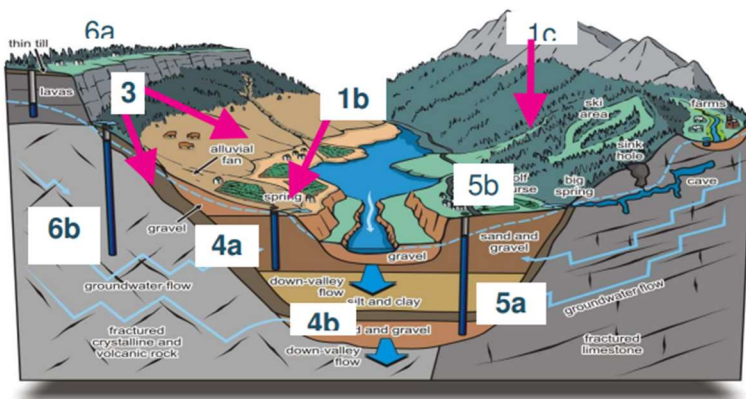 6a
thin till
lavas
3
1b
1c
ski
area
farms
alluvial
fan
sink
hole
5b
big
spring
cave
spring
6b
gravel
4a
gravel
sand and
gravel
groundwater flow
down-valley
flow
silt and clay
5a
groundwater flow
4b
and gravel
fractured
crystalline and
volcanic rock
down-valley
flow
fractured
limestone